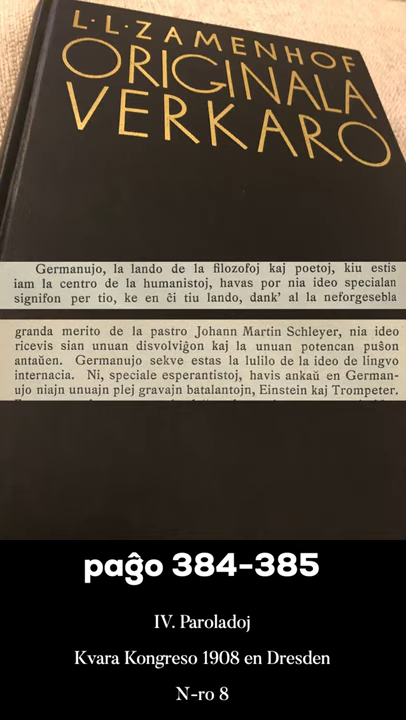 L·L·ZAMENHOF
ORIGINALA
VERKARO
Germanujo, la lando de la filozofoj kaj poetoj, kiu estis
iam la centro de la humanistoj, havas por nia ideo specialan
signifon per tio, ke en ĉi tiu lando, dank' al la neforgesebla
granda merito de la pastro Johann Martin Schleyer, nia ideo
ricevis sian unuan disvolviĝon kaj la unuan potencan puŝon
antaŭen. Germanujo sekve estas la lulilo de la ideo de lingvo
internacia. Ni, speciale esperantistoj, havis ankaŭ en German-
ujo niajn unuajn plej gravajn batalantojn, Einstein kaj Trompeter.
paĝo 384-385
IV. Paroladoj
Kvara Kongreso 1908 en Dresden
N-ro 8